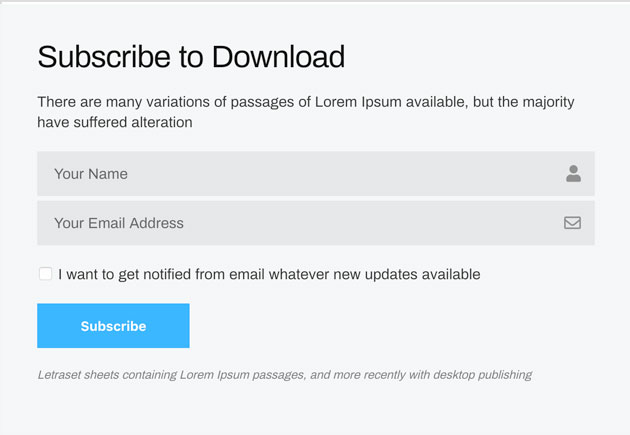 Subscribe to Download
There are many variations of passages of Lorem Ipsum available, but the majority
have suffered alteration
Your Name
Your Email Address
I want to get notified from email whatever new updates available
Subscribe
Letraset sheets containing Lorem Ipsum passages, and more recently with desktop publishing